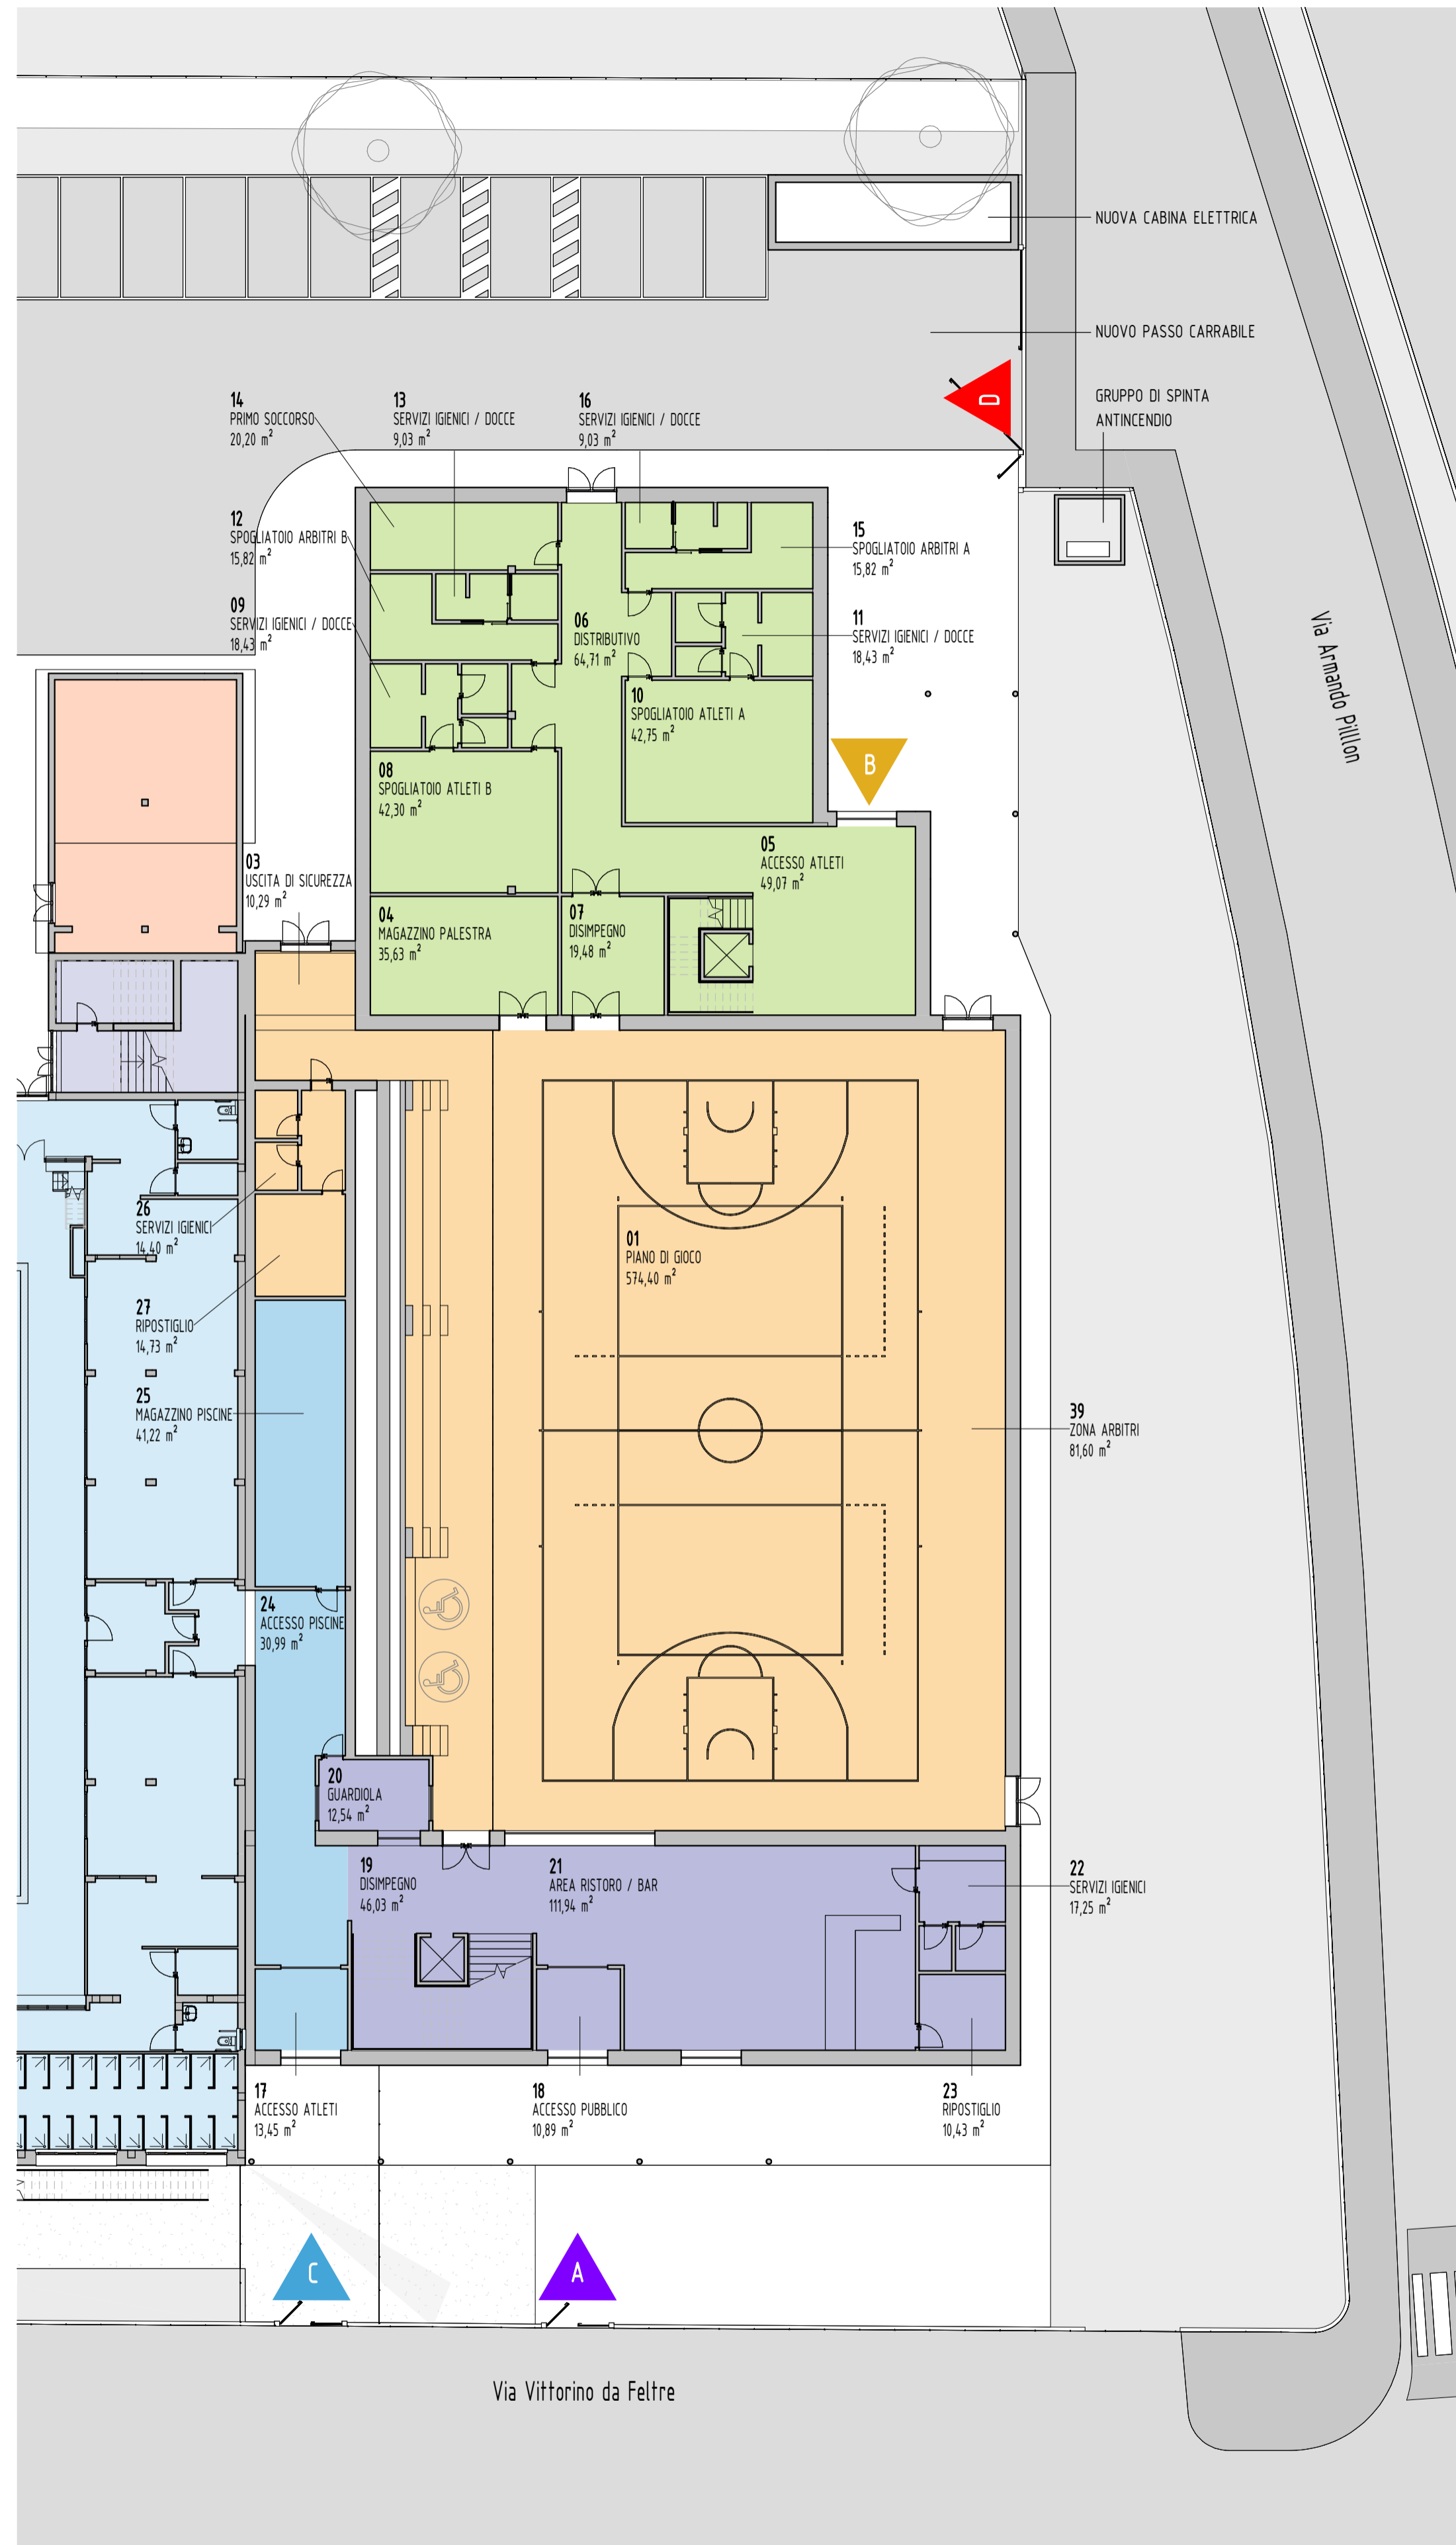 NUOVA CABINA ELETTRICA
NUOVO PASSO CARRABILE
D
GRUPPO DI SPINTA
ANTINCENDIO
14
PRIMO SOCCORSO
20,20 m²
13
SERVIZI IGIENICI / DOCCE
9,03 m²
16
SERVIZI IGIENICI / DOCCE
9,03 m²
12
SPOGLIATOIO ARBITRI B
15,82 m²
15
SPOGLIATOIO ARBITRI A
15,82 m²
09
SERVIZI IGIENICI / DOCCE
18,43 m²
06
DISTRIBUTIVO
64,71 m²
11
SERVIZI IGIENICI / DOCCE
18,43 m²
Via Armando Pilllon
10
SPOGLIATOIO ATLETI A
42,75 m²
B
08
SPOGLIATOIO ATLETI B
42,30 m²
03
USCITA DI SICUREZZA
10,29 m²
05
ACCESSO ATLETI
49,07 m²
04
MAGAZZINO PALESTRA
35,63 m²
07
DISIMPEGNO
19,48 m²
26
SERVIZI IGIENICI
14,40 m²
01
PIANO DI GIOCO
574,40 m²
27
RIPOSTIGLIO
14,73 m²
25
MAGAZZINO PISCINE
41,22 m²
39
ZONA ARBITRI
81,60 m²
24
ACCESSO PISCINE
30,99 m²
20
GUARDIOLA
12,54 m²
19
DISIMPEGNO
46,03 m²
21
AREA RISTORO / BAR
111,94 m²
22
SERVIZI IGIENICI
17,25 m²
17
ACCESSO ATLETI
13,45 m²
18
ACCESSO PUBBLICO
10,89 m²
23
RIPOSTIGLIO
10,43 m²
C
A
Via Vittorino da Feltre